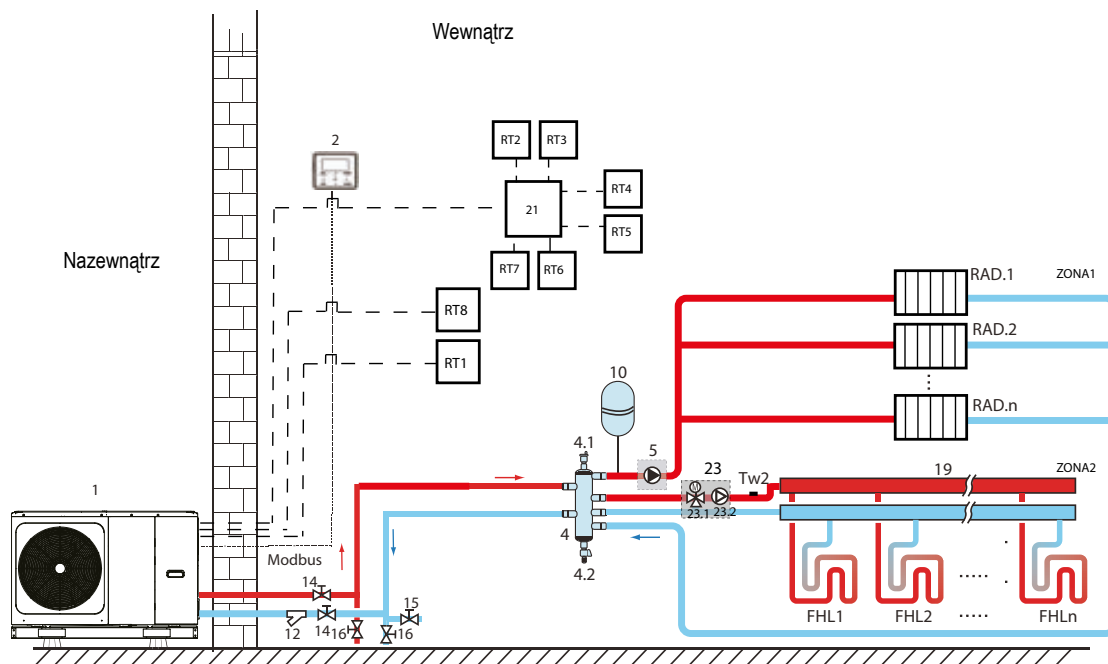 Wewnątrz
2
RT2
RT3
21
RT4
RT5
RT7
RT6
Nazewnątrz
RT8
RT1
RAD.1
ZONA1
RAD.2
RAD.n
10
4.1
5
23
Tw2
19
ZONA2
M
23.1
23.2
4
4.2
1
Modbus
14
12
14
16
16
15
FHL1
FHL2
FHLn